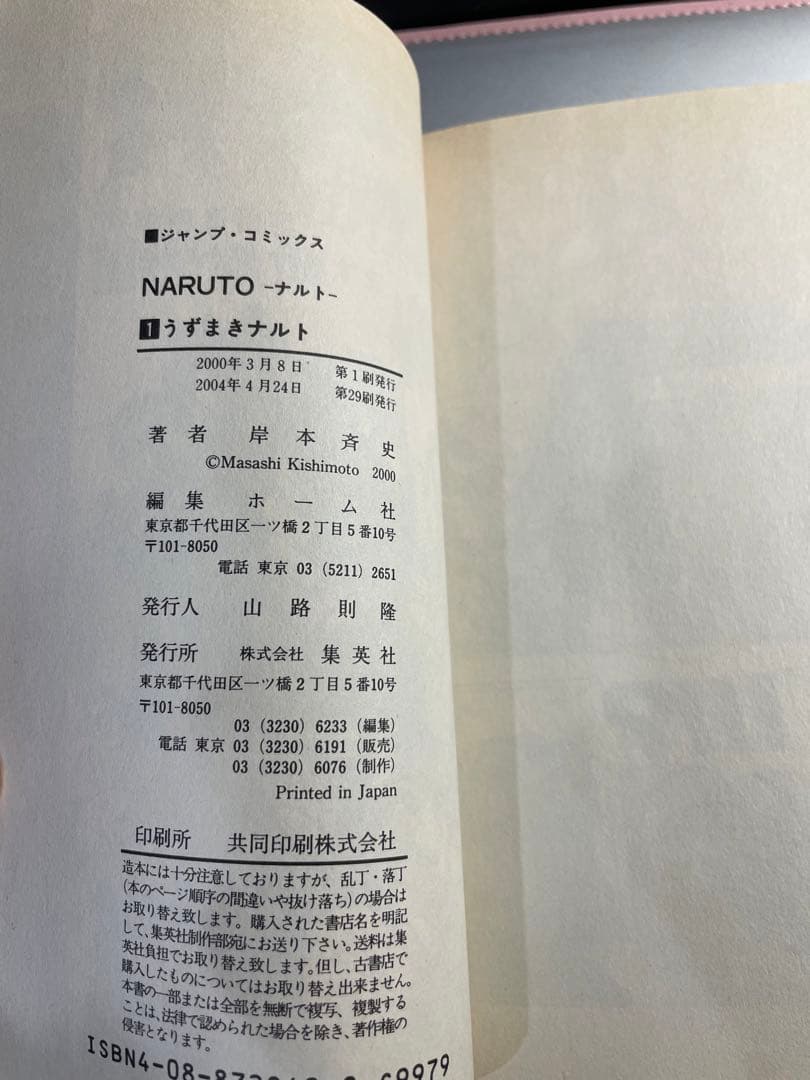 ■ジャンプ・コミックス
NARUTO -ナルト-
1 うずまきナルト
2000年3月8日 第1刷発行
2004年4月24日 第29刷発行
著者 岸本斉史
©Masashi Kishimoto 2000
編集 ホーム社
東京都千代田区一ツ橋2丁目5番10号
〒101-8050
電話 東京 03 (5211) 2651
発行人 山路則隆
発行所 株式会社 集英社
東京都千代田区一ツ橋2丁目5番10号
〒101-8050
03 (3230) 6233 (編集)
電話 東京 03 (3230) 6191 (販売)
03 (3230) 6076 (制作)
Printed in Japan
印刷所 共同印刷株式会社
造本には十分注意しておりますが、乱丁・落丁
(本のページ順序の間違いや抜け落ち)の場合は
お取り替え致します。購入された書店名を明記
して、集英社制作部宛にお送り下さい。送料は集
英社負担でお取り替え致します。但し、古書店で
購入したものについてはお取り替え出来ません。
本書の一部または全部を無断で複写、複製する
ことは、法律で認められた場合を除き、著作権の
侵害となります。